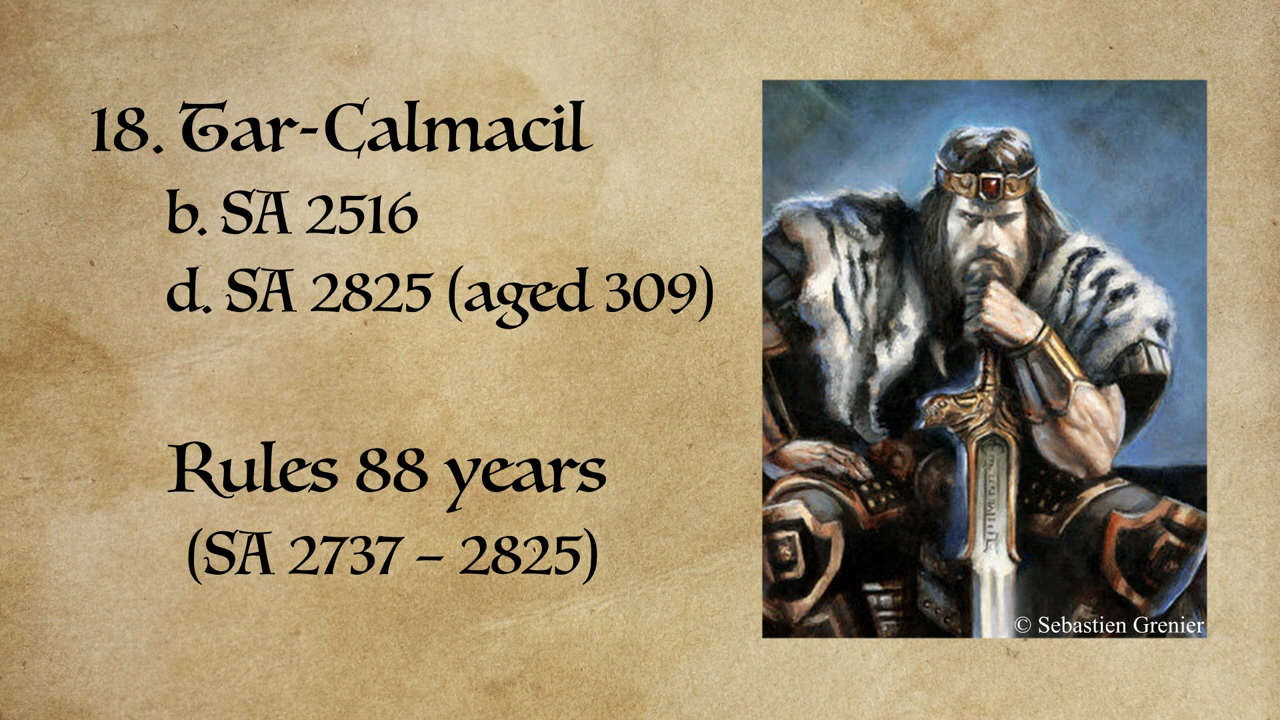 18. Tar-Calmacil
b. SA 2516
d. SA 2825 (aged 309)
Rules 88 years
(SA 2737 – 2825)
© Sebastien Grenier